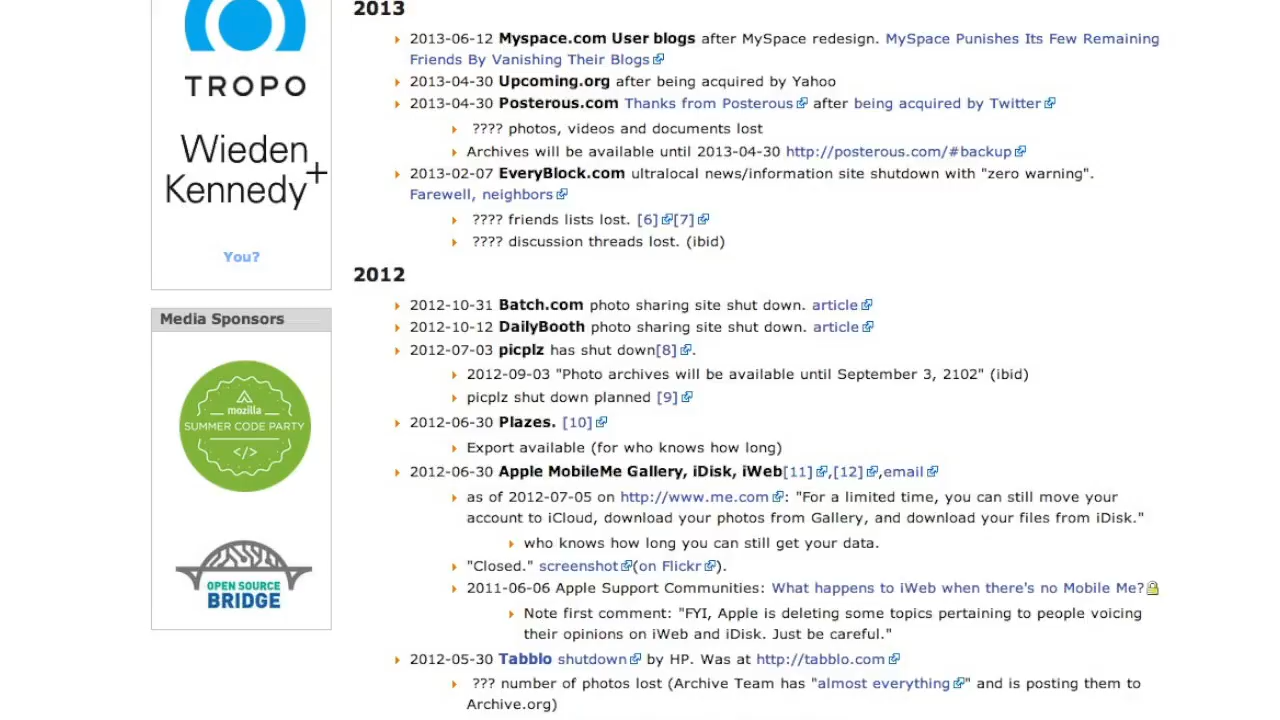 TROPO
Wieden
Kennedy+
You?
Media Sponsors
mozilla
SUMMER CODE PARTY
</>
OPEN SOURCE
BRIDGE
2013
2013-06-12 Myspace.com User blogs after MySpace redesign. MySpace Punishes Its Few Remaining
Friends By Vanishing Their Blogs
2013-04-30 Upcoming.org after being acquired by Yahoo
2013-04-30 Posterous.com Thanks from Posterous after being acquired by Twitter
???? photos, videos and documents lost
Archives will be available until 2013-04-30 http://posterous.com/#backup
2013-02-07 EveryBlock.com ultralocal news/information site shutdown with "zero warning".
Farewell, neighbors
???? friends lists lost. [6][7]
???? discussion threads lost. (ibid)
2012
2012-10-31 Batch.com photo sharing site shut down. article
2012-10-12 DailyBooth photo sharing site shut down. article
2012-07-03 picplz has shut down[8].
2012-09-03 "Photo archives will be available until September 3, 2102" (ibid)
picplz shut down planned [9]
2012-06-30 Plazes. [10]
Export available (for who knows how long)
2012-06-30 Apple MobileMe Gallery, iDisk, iWeb[11],[12],email
as of 2012-07-05 on http://www.me.com: "For a limited time, you can still move your
account to iCloud, download your photos from Gallery, and download your files from iDisk."
who knows how long you can still get your data.
"Closed." screenshot(on Flickr).
2011-06-06 Apple Support Communities: What happens to iWeb when there's no Mobile Me?
Note first comment: "FYI, Apple is deleting some topics pertaining to people voicing
their opinions on iWeb and iDisk. Just be careful."
2012-05-30 Tabblo shutdown by HP. Was at http://tabblo.com
??? number of photos lost (Archive Team has "almost everything" and is posting them to
Archive.org)